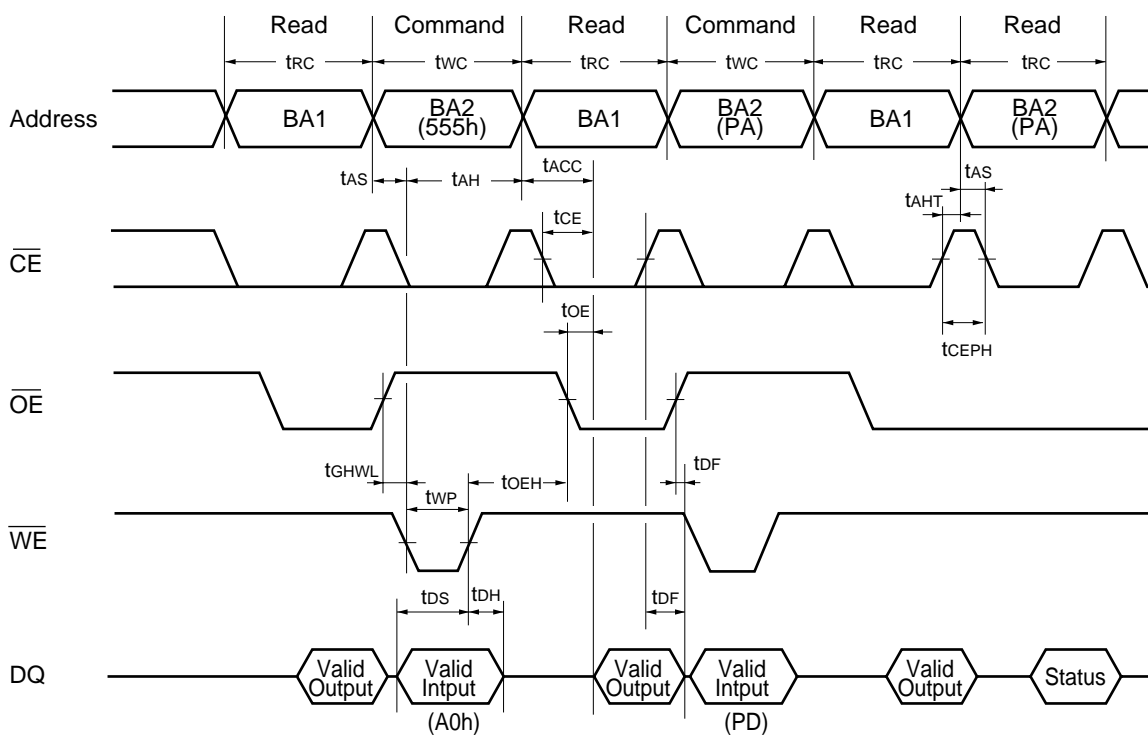 Read Command Read Command Read Read
tRC tWC tRC tWC tRC tRC
Address BA1 BA2 (555h) BA1 BA2 (PA) BA1 BA2 (PA)
tAS tAH tACC tAS
tAHT
tCE
CE
tOE
tCEPH
OE
tGHWL tWP tOEH tDF
WE
tDS tDH tDF
DQ Valid Output Valid Intput Valid Output Valid Intput Valid Output Status
(A0h) (PD)